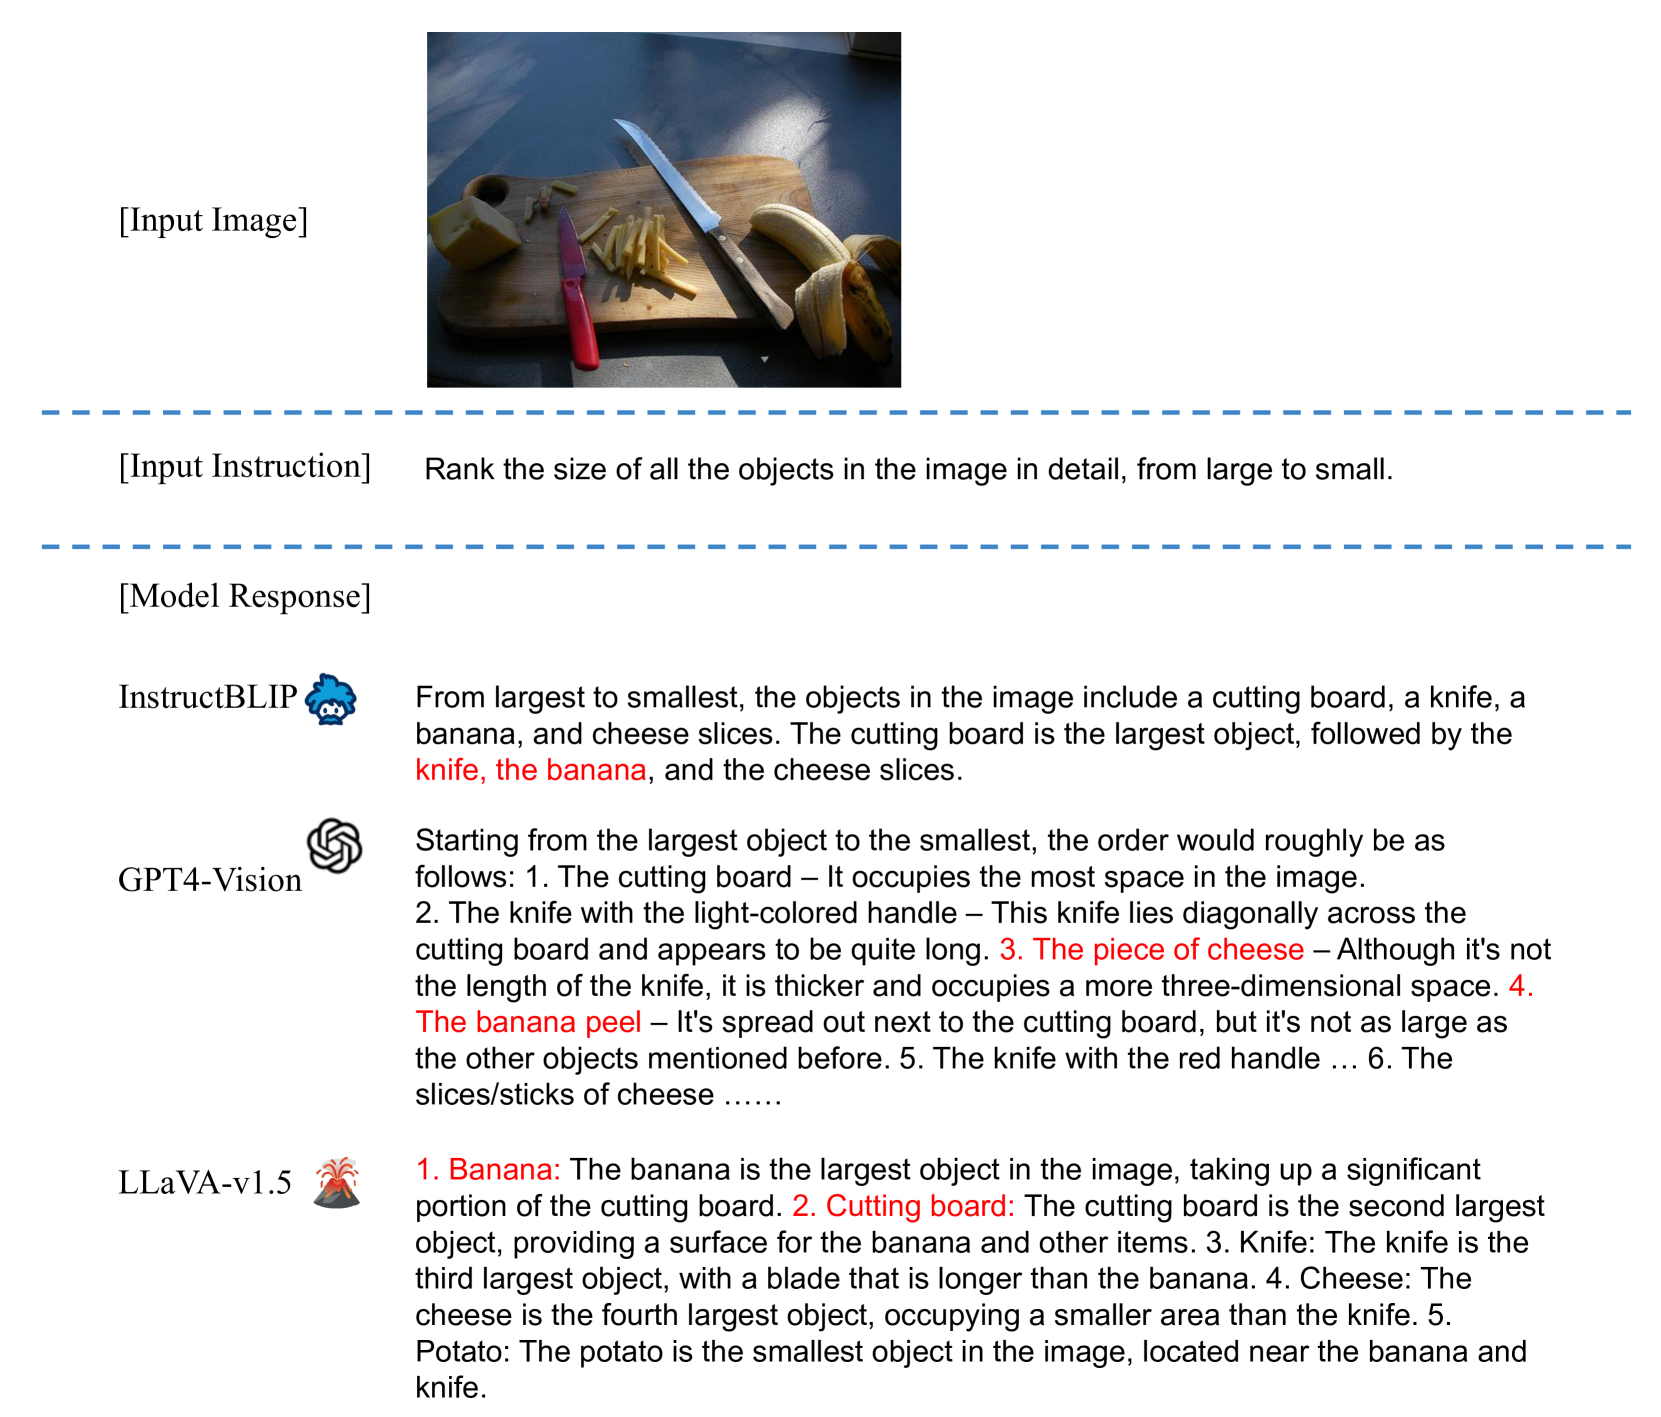 [Input Image]
[Input Instruction]
Rank the size of all the objects in the image in detail, from large to small.
[Model Response]
InstructBLIP
From largest to smallest, the objects in the image include a cutting board, a knife, a
banana, and cheese slices. The cutting board is the largest object, followed by the
knife, the banana, and the cheese slices.
GPT4-Vision
Starting from the largest object to the smallest, the order would roughly be as
follows: 1. The cutting board – It occupies the most space in the image.
2. The knife with the light-colored handle – This knife lies diagonally across the
cutting board and appears to be quite long. 3. The piece of cheese – Although it's not
the length of the knife, it is thicker and occupies a more three-dimensional space. 4.
The banana peel – It's spread out next to the cutting board, but it's not as large as
the other objects mentioned before. 5. The knife with the red handle … 6. The
slices/sticks of cheese ……
LLaVA-v1.5
1. Banana: The banana is the largest object in the image, taking up a significant
portion of the cutting board. 2. Cutting board: The cutting board is the second largest
object, providing a surface for the banana and other items. 3. Knife: The knife is the
third largest object, with a blade that is longer than the banana. 4. Cheese: The
cheese is the fourth largest object, occupying a smaller area than the knife. 5.
Potato: The potato is the smallest object in the image, located near the banana and
knife.